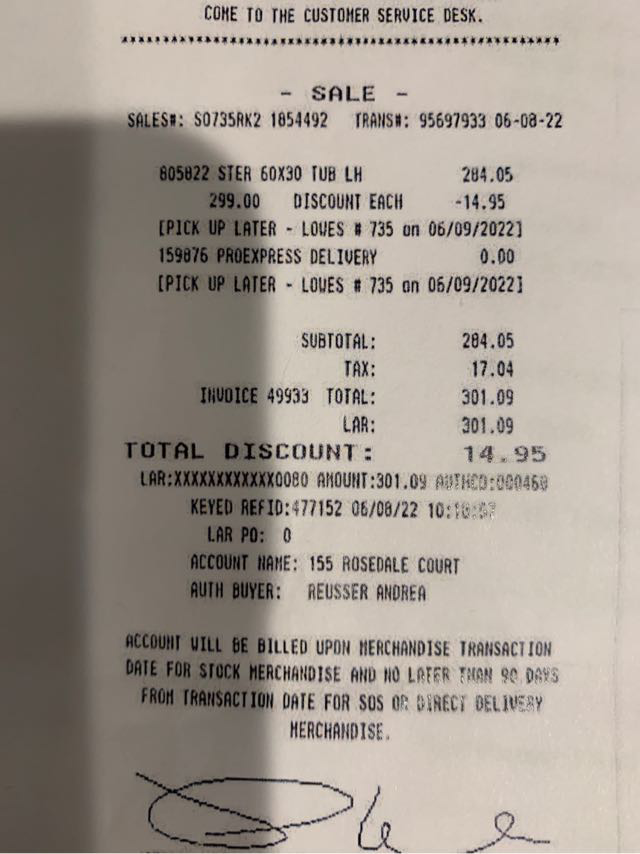 COME TO THE CUSTOMER SERVICE DESK.
- SALE -
SALES#: S0735RK2 1854492 TRANS#: 95697933 06-08-22
805822 STER 60X30 TUB LH 284.05
299.00 DISCOUNT EACH -14.95
[PICK UP LATER - LOWES # 735 on 06/09/2022]
159876 PROEXPRESS DELIVERY 0.00
[PICK UP LATER - LOWES # 735 on 06/09/2022]
SUBTOTAL: 284.05
TAX: 17.04
INVOICE 49933 TOTAL: 301.09
LAR: 301.09
TOTAL DISCOUNT: 14.95
LAR:XXXXXXXXXXXX0080 AMOUNT:301.09 AUTHCD:000468
KEYED REFID:477152 06/08/22
LAR PO: 0
ACCOUNT NAME: 155 ROSEDALE COURT
AUTH BUYER: REUSSER ANDREA
ACCOUNT WILL BE BILLED UPON MERCHANDISE TRANSACTION
DATE FOR STOCK MERCHANDISE AND NO LATER THAN 90 DAYS
FROM TRANSACTION DATE FOR SOS OR DIRECT DELIVERY
MERCHANDISE.